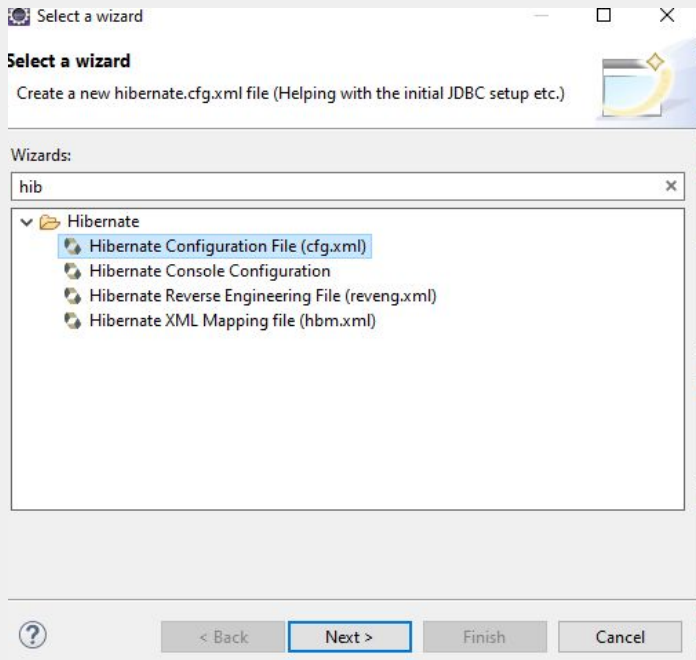 Select a wizard
Select a wizard
Create a new hibernate.cfg.xml file (Helping with the initial JDBC setup etc.)
Wizards:
hib
Hibernate
Hibernate Configuration File (cfg.xml)
Hibernate Console Configuration
Hibernate Reverse Engineering File (reveng.xml)
Hibernate XML Mapping file (hbm.xml)
? < Back Next > Finish Cancel